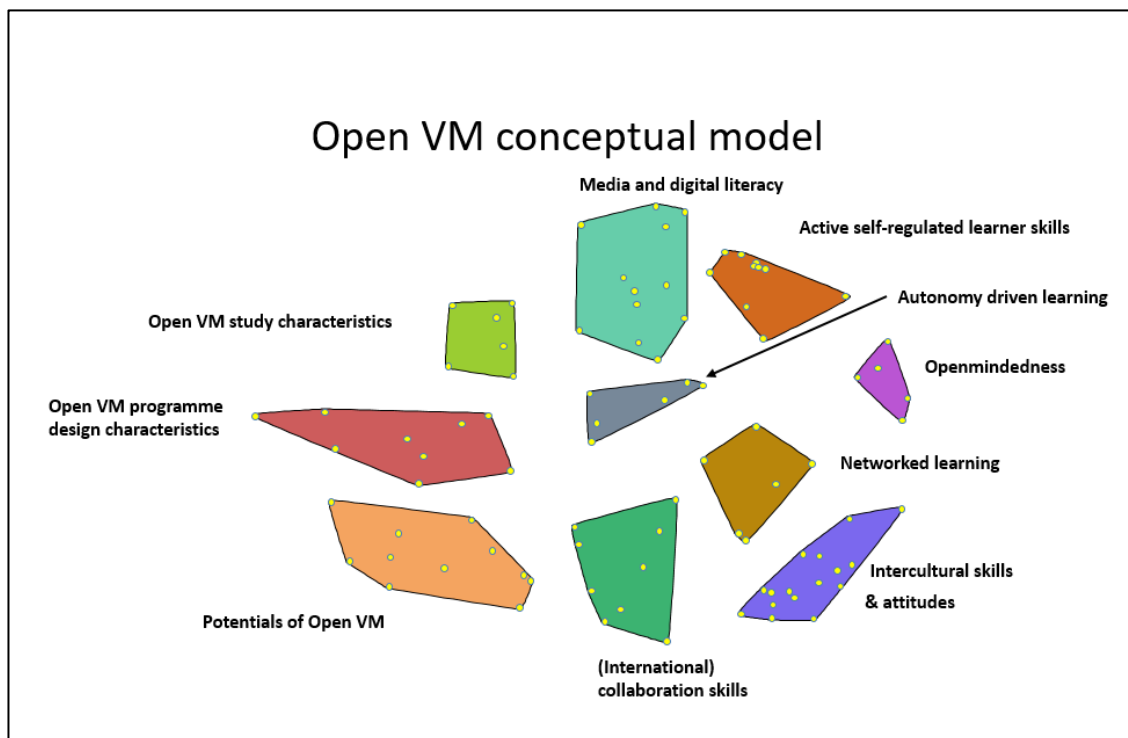 Open VM conceptual model
Media and digital literacy
Active self-regulated learner skills
Autonomy driven learning
Open VM study characteristics
Openmindedness
Open VM programme
design characteristics
Networked learning
Intercultural skills
& attitudes
Potentials of Open VM
(International)
collaboration skills